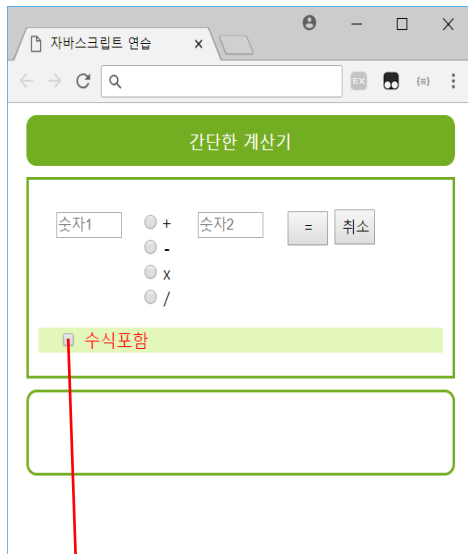 자바스크립트 연습
EX
{≡}
간단한 계산기
숫자1 + 숫자2 = 취소
-
x
/
수식포함